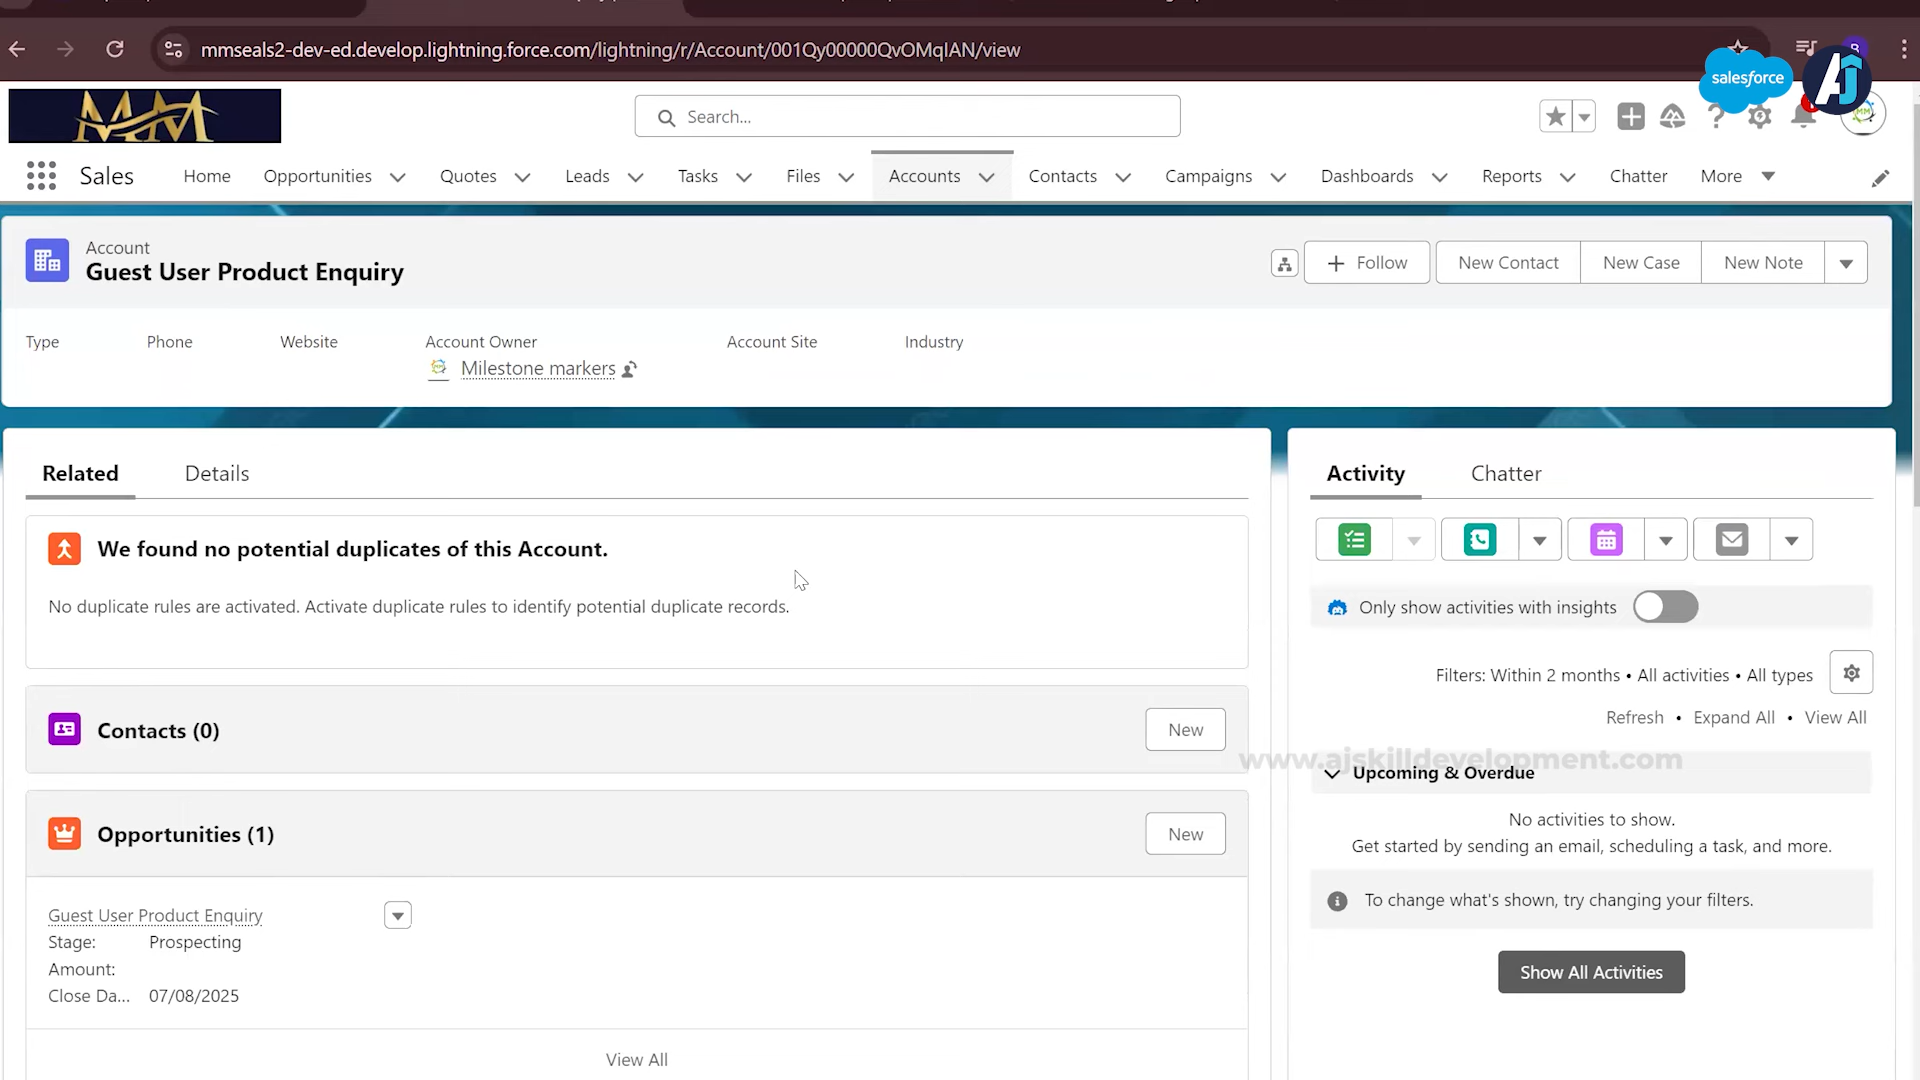 mmseals2-dev-ed.develop.lightning.force.com/lightning/r/Account/001Qy00000QvOMqIAN/view
salesforce
AJ
MM
Search...
Sales
Home
Opportunities
Quotes
Leads
Tasks
Files
Accounts
Contacts
Campaigns
Dashboards
Reports
Chatter
More
Account
Guest User Product Enquiry
Follow
New Contact
New Case
New Note
Type
Phone
Website
Account Owner
Account Site
Industry
Milestone markers
Related
Details
We found no potential duplicates of this Account.
No duplicate rules are activated. Activate duplicate rules to identify potential duplicate records.
Contacts (0)
New
Opportunities (1)
New
Guest User Product Enquiry
Stage: Prospecting
Amount:
Close Da... 07/08/2025
View All
Activity
Chatter
Only show activities with insights
Filters: Within 2 months • All activities • All types
Refresh • Expand All • View All
www.ajskilldevelopment.com
Upcoming & Overdue
No activities to show.
Get started by sending an email, scheduling a task, and more.
To change what's shown, try changing your filters.
Show All Activities